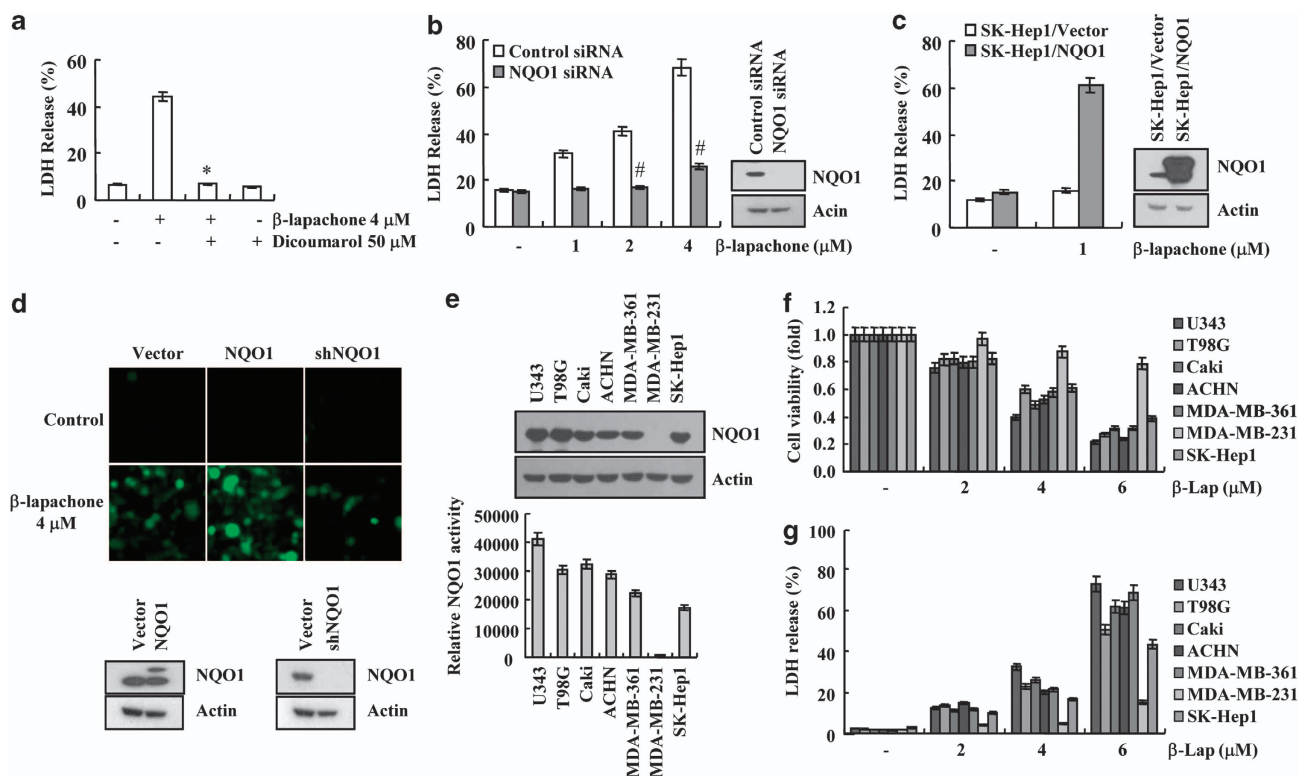 a
LDH Release (%)
80
60
40
20
0
- + + - β-lapachone 4 μM
- - + + Dicoumarol 50 μM
*
b
LDH Release (%)
80
60
40
20
0
Control siRNA
NQO1 siRNA
#
#
- 1 2 4 β-lapachone (μM)
Control siRNA
NQO1 siRNA
NQO1
Acin
c
LDH Release (%)
80
60
40
20
0
SK-Hep1/Vector
SK-Hep1/NQO1
- 1 β-lapachone (μM)
SK-Hep1/Vector
SK-Hep1/NQO1
NQO1
Actin
d
Vector NQO1 shNQO1
Control
β-lapachone
4 μM
Vector
NQO1
NQO1
Actin
Vector
shNQO1
NQO1
Actin
e
U343
T98G
Caki
ACHN
MDA-MB-361
MDA-MB-231
SK-Hep1
NQO1
Actin
Relative NQO1 activity
50000
40000
30000
20000
10000
0
U343
T98G
Caki
ACHN
MDA-MB-361
MDA-MB-231
SK-Hep1
f
Cell viability (fold)
1.2
1.0
0.8
0.6
0.4
0.2
0.0
- 2 4 6 β-Lap (μM)
U343
T98G
Caki
ACHN
MDA-MB-361
MDA-MB-231
SK-Hep1
g
LDH release (%)
100
80
60
40
20
0
- 2 4 6 β-Lap (μM)
U343
T98G
Caki
ACHN
MDA-MB-361
MDA-MB-231
SK-Hep1